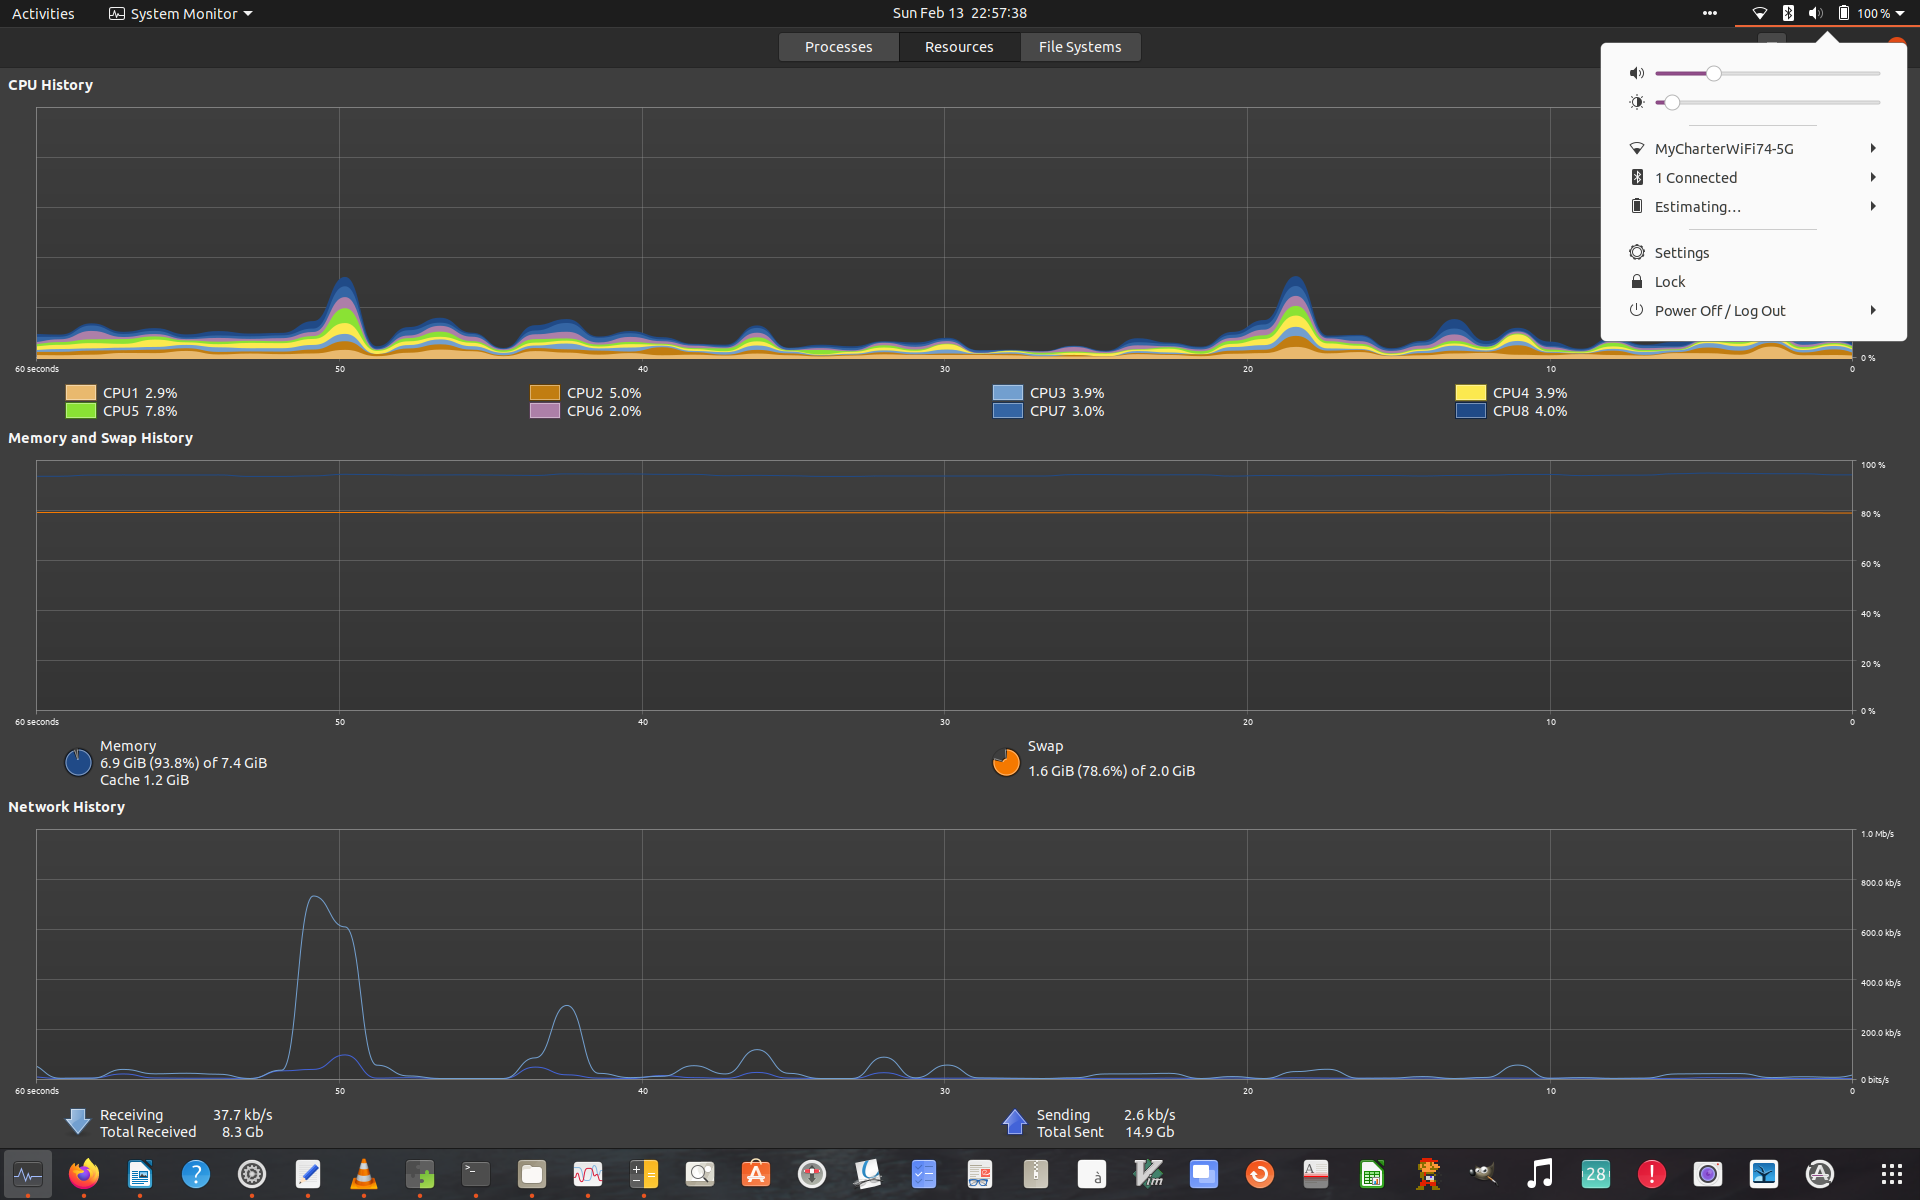 Activities
System Monitor
Sun Feb 13 22:57:38
100 %
Processes
Resources
File Systems
CPU History
60 seconds
50
40
30
20
10
0
0 %
CPU1 2.9%
CPU2 5.0%
CPU3 3.9%
CPU4 3.9%
CPU5 7.8%
CPU6 2.0%
CPU7 3.0%
CPU8 4.0%
MyCharterWiFi74-5G
1 Connected
Estimating…
Settings
Lock
Power Off / Log Out
Memory and Swap History
100 %
80 %
60 %
40 %
20 %
0 %
60 seconds
50
40
30
20
10
0
Memory
6.9 GiB (93.8%) of 7.4 GiB
Cache 1.2 GiB
Swap
1.6 GiB (78.6%) of 2.0 GiB
Network History
1.0 Mb/s
800.0 kb/s
600.0 kb/s
400.0 kb/s
200.0 kb/s
0 bits/s
60 seconds
50
40
30
20
10
0
Receiving 37.7 kb/s
Total Received 8.3 Gb
Sending 2.6 kb/s
Total Sent 14.9 Gb
?
>_
à
Vim
A
28
!